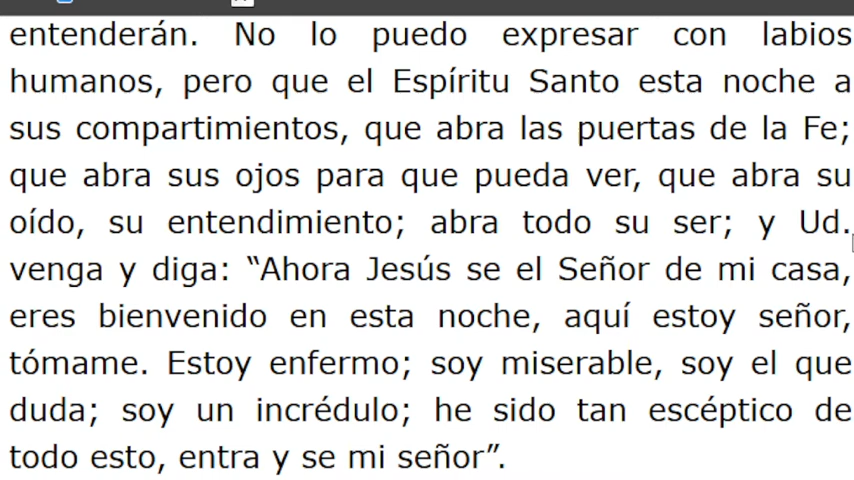 entenderán. No lo puedo expresar con labios
humanos, pero que el Espíritu Santo esta noche a
sus compartimientos, que abra las puertas de la Fe;
que abra sus ojos para que pueda ver, que abra su
oído, su entendimiento; abra todo su ser; y Ud.
venga y diga: “Ahora Jesús se el Señor de mi casa,
eres bienvenido en esta noche, aquí estoy señor,
tómame. Estoy enfermo; soy miserable, soy el que
duda; soy un incrédulo; he sido tan escéptico de
todo esto, entra y se mi señor”.